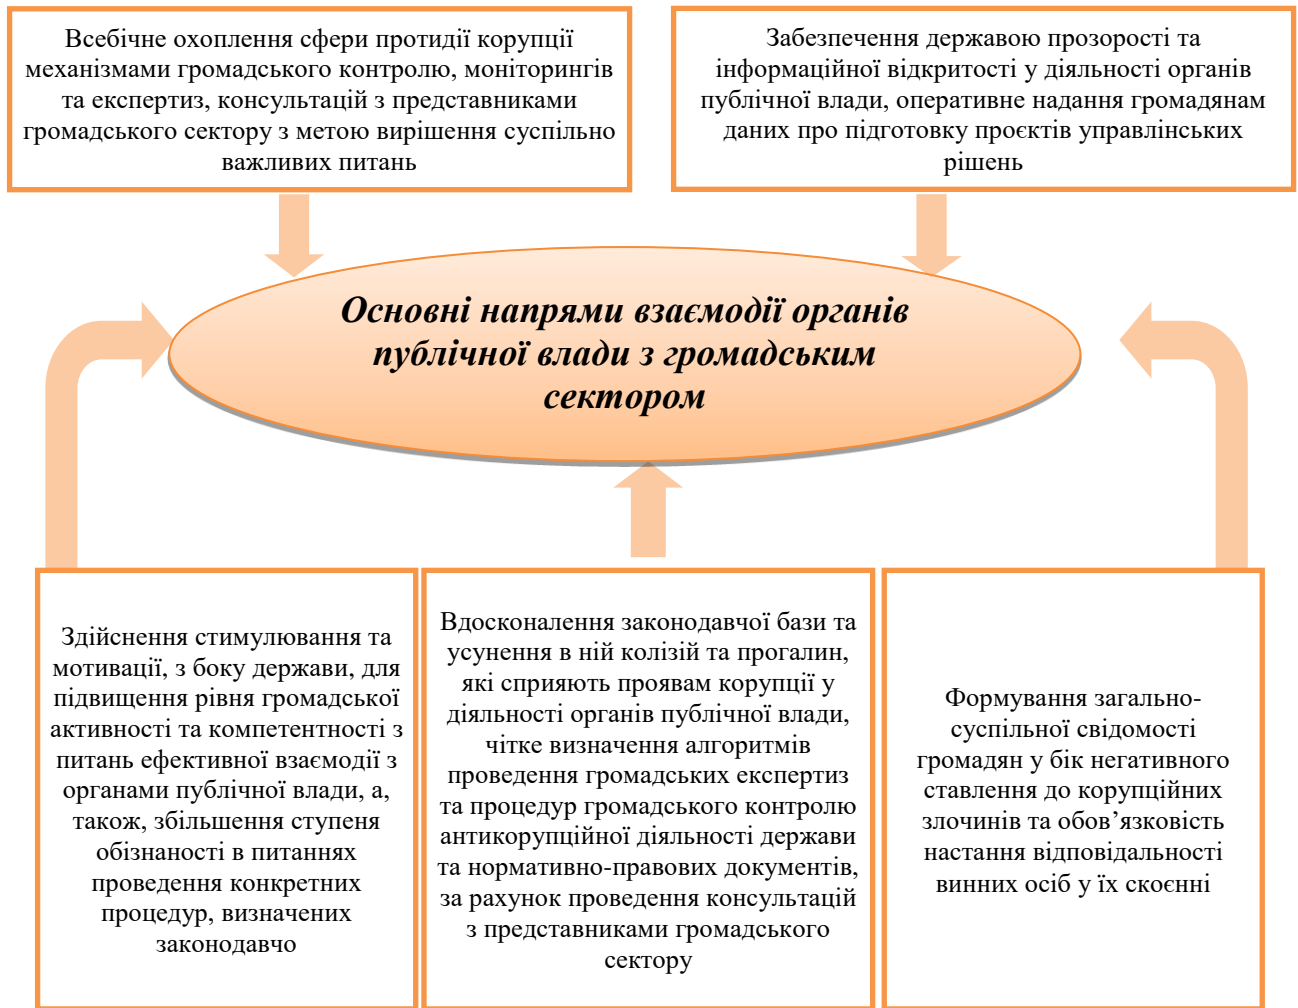 Всебічне охоплення сфери протидії корупції
механізмами громадського контролю, моніторингів
та експертиз, консультацій з представниками
громадського сектору з метою вирішення суспільно
важливих питань
Забезпечення державою прозорості та
інформаційної відкритості у діяльності органів
публічної влади, оперативне надання громадянам
даних про підготовку проєктів управлінських
рішень
Основні напрями взаємодії органів
публічної влади з громадським
сектором
Здійснення стимулювання та
мотивації, з боку держави, для
підвищення рівня громадської
активності та компетентності з
питань ефективної взаємодії з
органами публічної влади, а,
також, збільшення ступеня
обізнаності в питаннях
проведення конкретних
процедур, визначених
законодавчо
Вдосконалення законодавчої бази та
усунення в ній колізій та прогалин,
які сприяють проявам корупції у
діяльності органів публічної влади,
чітке визначення алгоритмів
проведення громадських експертиз
та процедур громадського контролю
антикорупційної діяльності держави
та нормативно-правових документів,
за рахунок проведення консультацій
з представниками громадського
сектору
Формування загально-
суспільної свідомості
громадян у бік негативного
ставлення до корупційних
злочинів та обов’язковість
настання відповідальності
винних осіб у їх скоєнні